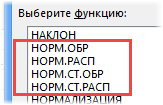 Выберите функцию:
НАКЛОН
НОРМ.ОБР
НОРМ.РАСП
НОРМ.СТ.ОБР
НОРМ.СТ.РАСП
НОРМАЛИЗАЦИЯ